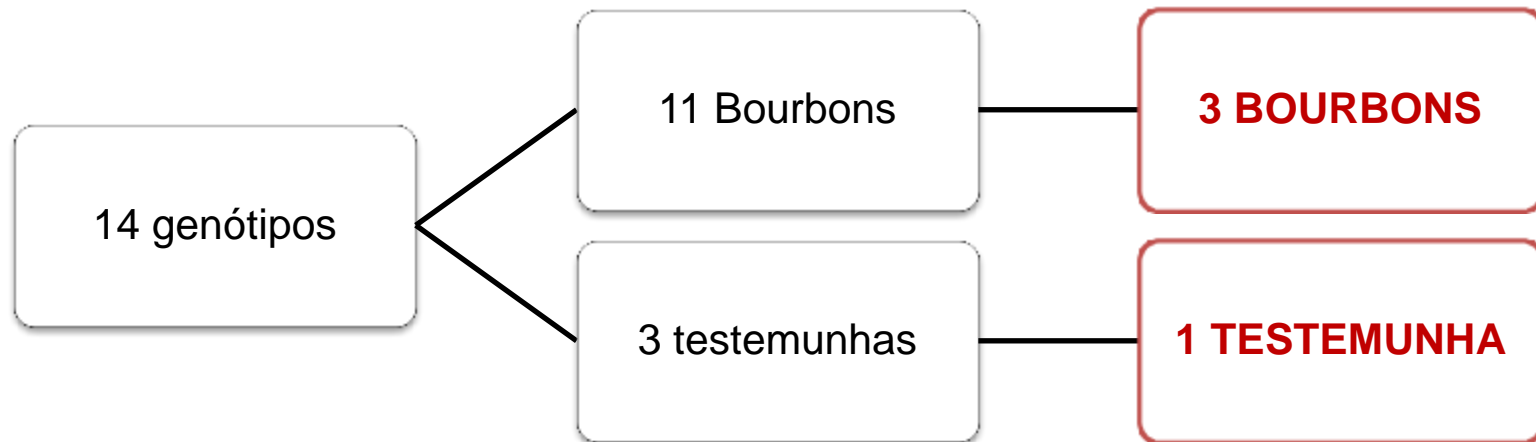 14 genótipos
11 Bourbons
3 BOURBONS
3 testemunhas
1 TESTEMUNHA